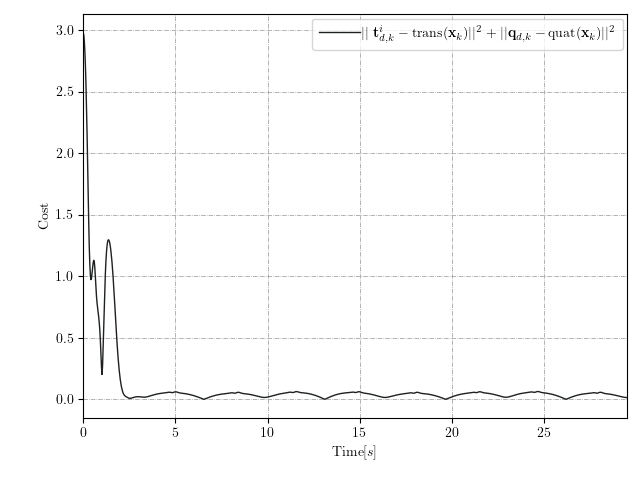 || t^i_{d,k} − trans(x_k)||² + ||q_{d,k} − quat(x_k)||²
3.0
2.5
2.0
1.5
1.0
0.5
0.0
Cost
0 5 10 15 20 25
Time[s]